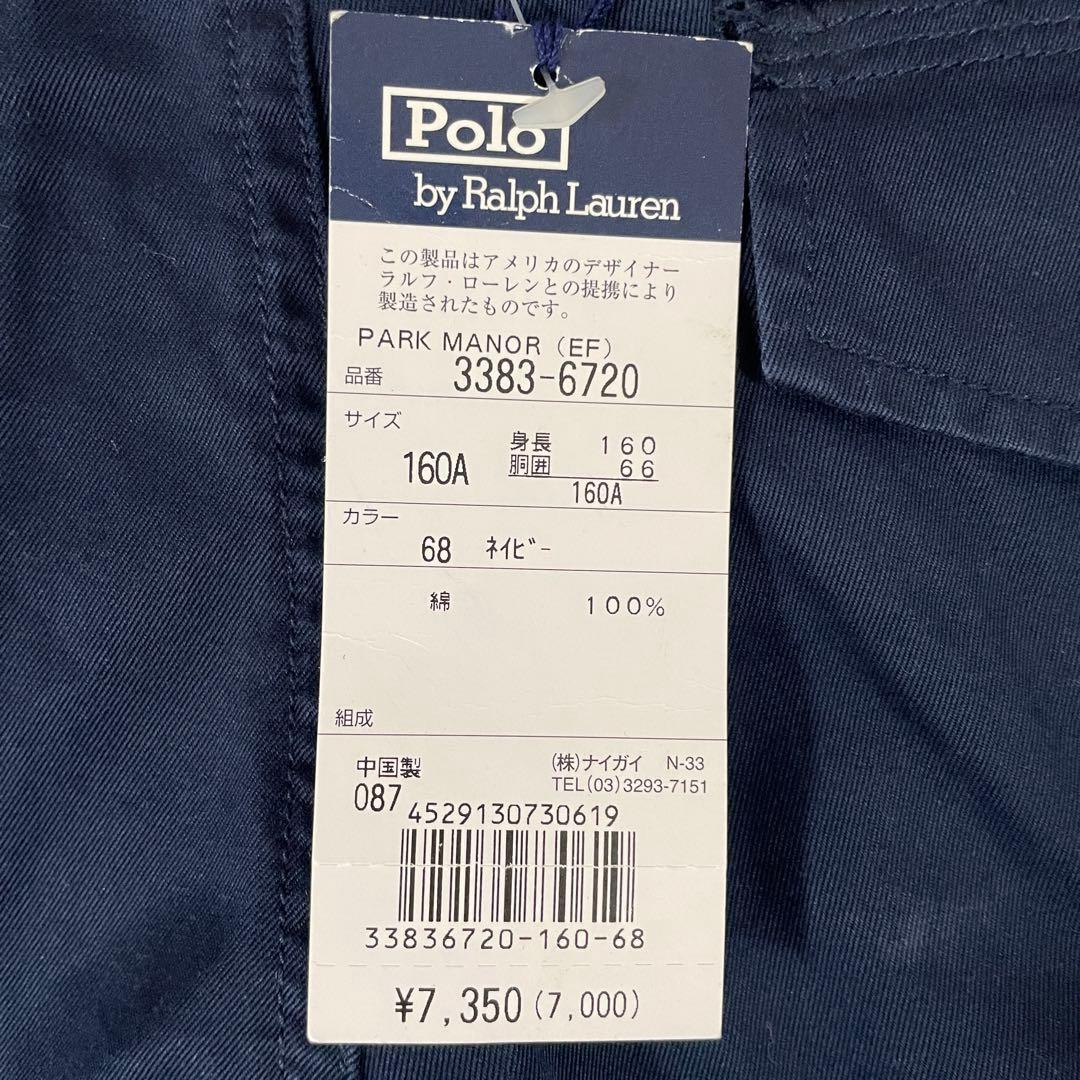 Polo
by Ralph Lauren
この製品はアメリカのデザイナー
ラルフ・ローレンとの提携により
製造されたものです。
PARK MANOR (EF)
品番 3383-6720
サイズ
160A
身長 160
胴囲 66
160A
カラー
68 ネイビー
綿 100%
組成
中国製
(株)ナイガイ N-33
TEL(03)3293-7151
087
4529130730619
33836720-160-68
¥7,350(7,000)